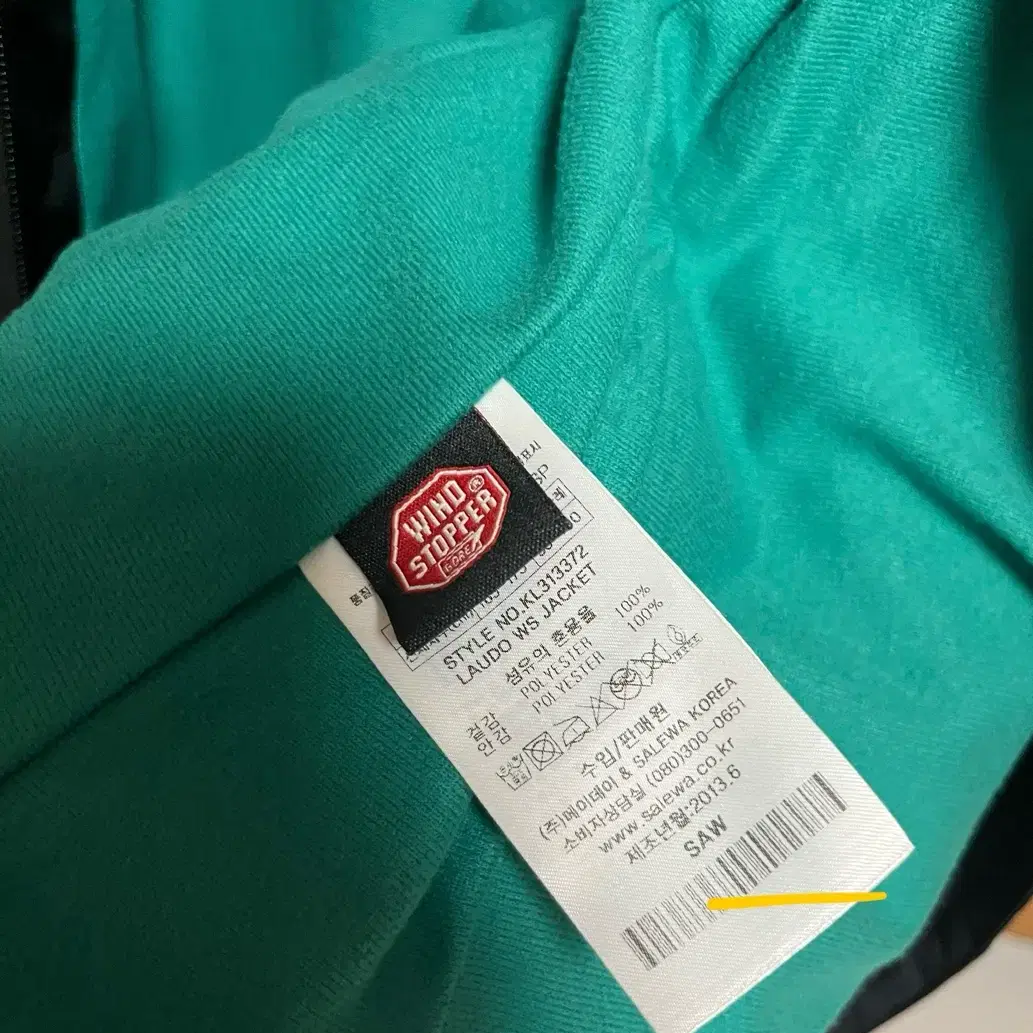 WIND
STOPPER
GORE
STYLE NO.KL313372
LAUDO WS JACKET
섬유의 혼용율
겉감 POLYESTER 100%
안감 POLYESTER 100%
수입/판매원
(주)메이데이 & SALEWA KOREA
소비자상담실 (080)300-0651
www.salewa.co.kr
제조년월:2013.6
SAW